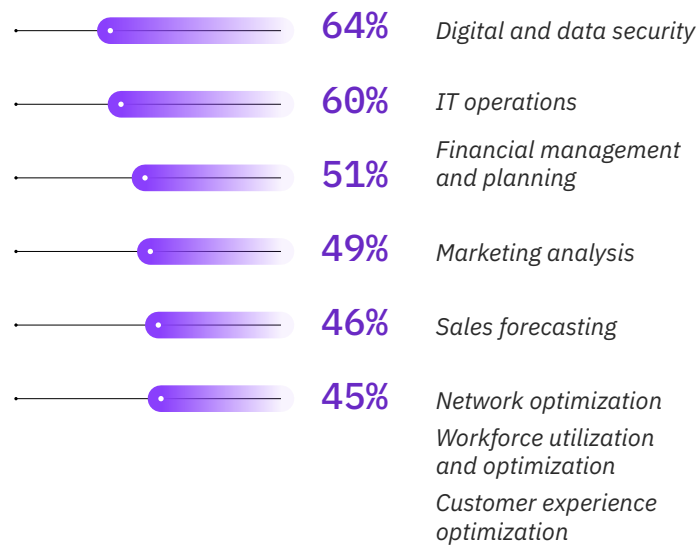 64% Digital and data security
60% IT operations
51% Financial management
and planning
49% Marketing analysis
46% Sales forecasting
45% Network optimization
Workforce utilization
and optimization
Customer experience
optimization